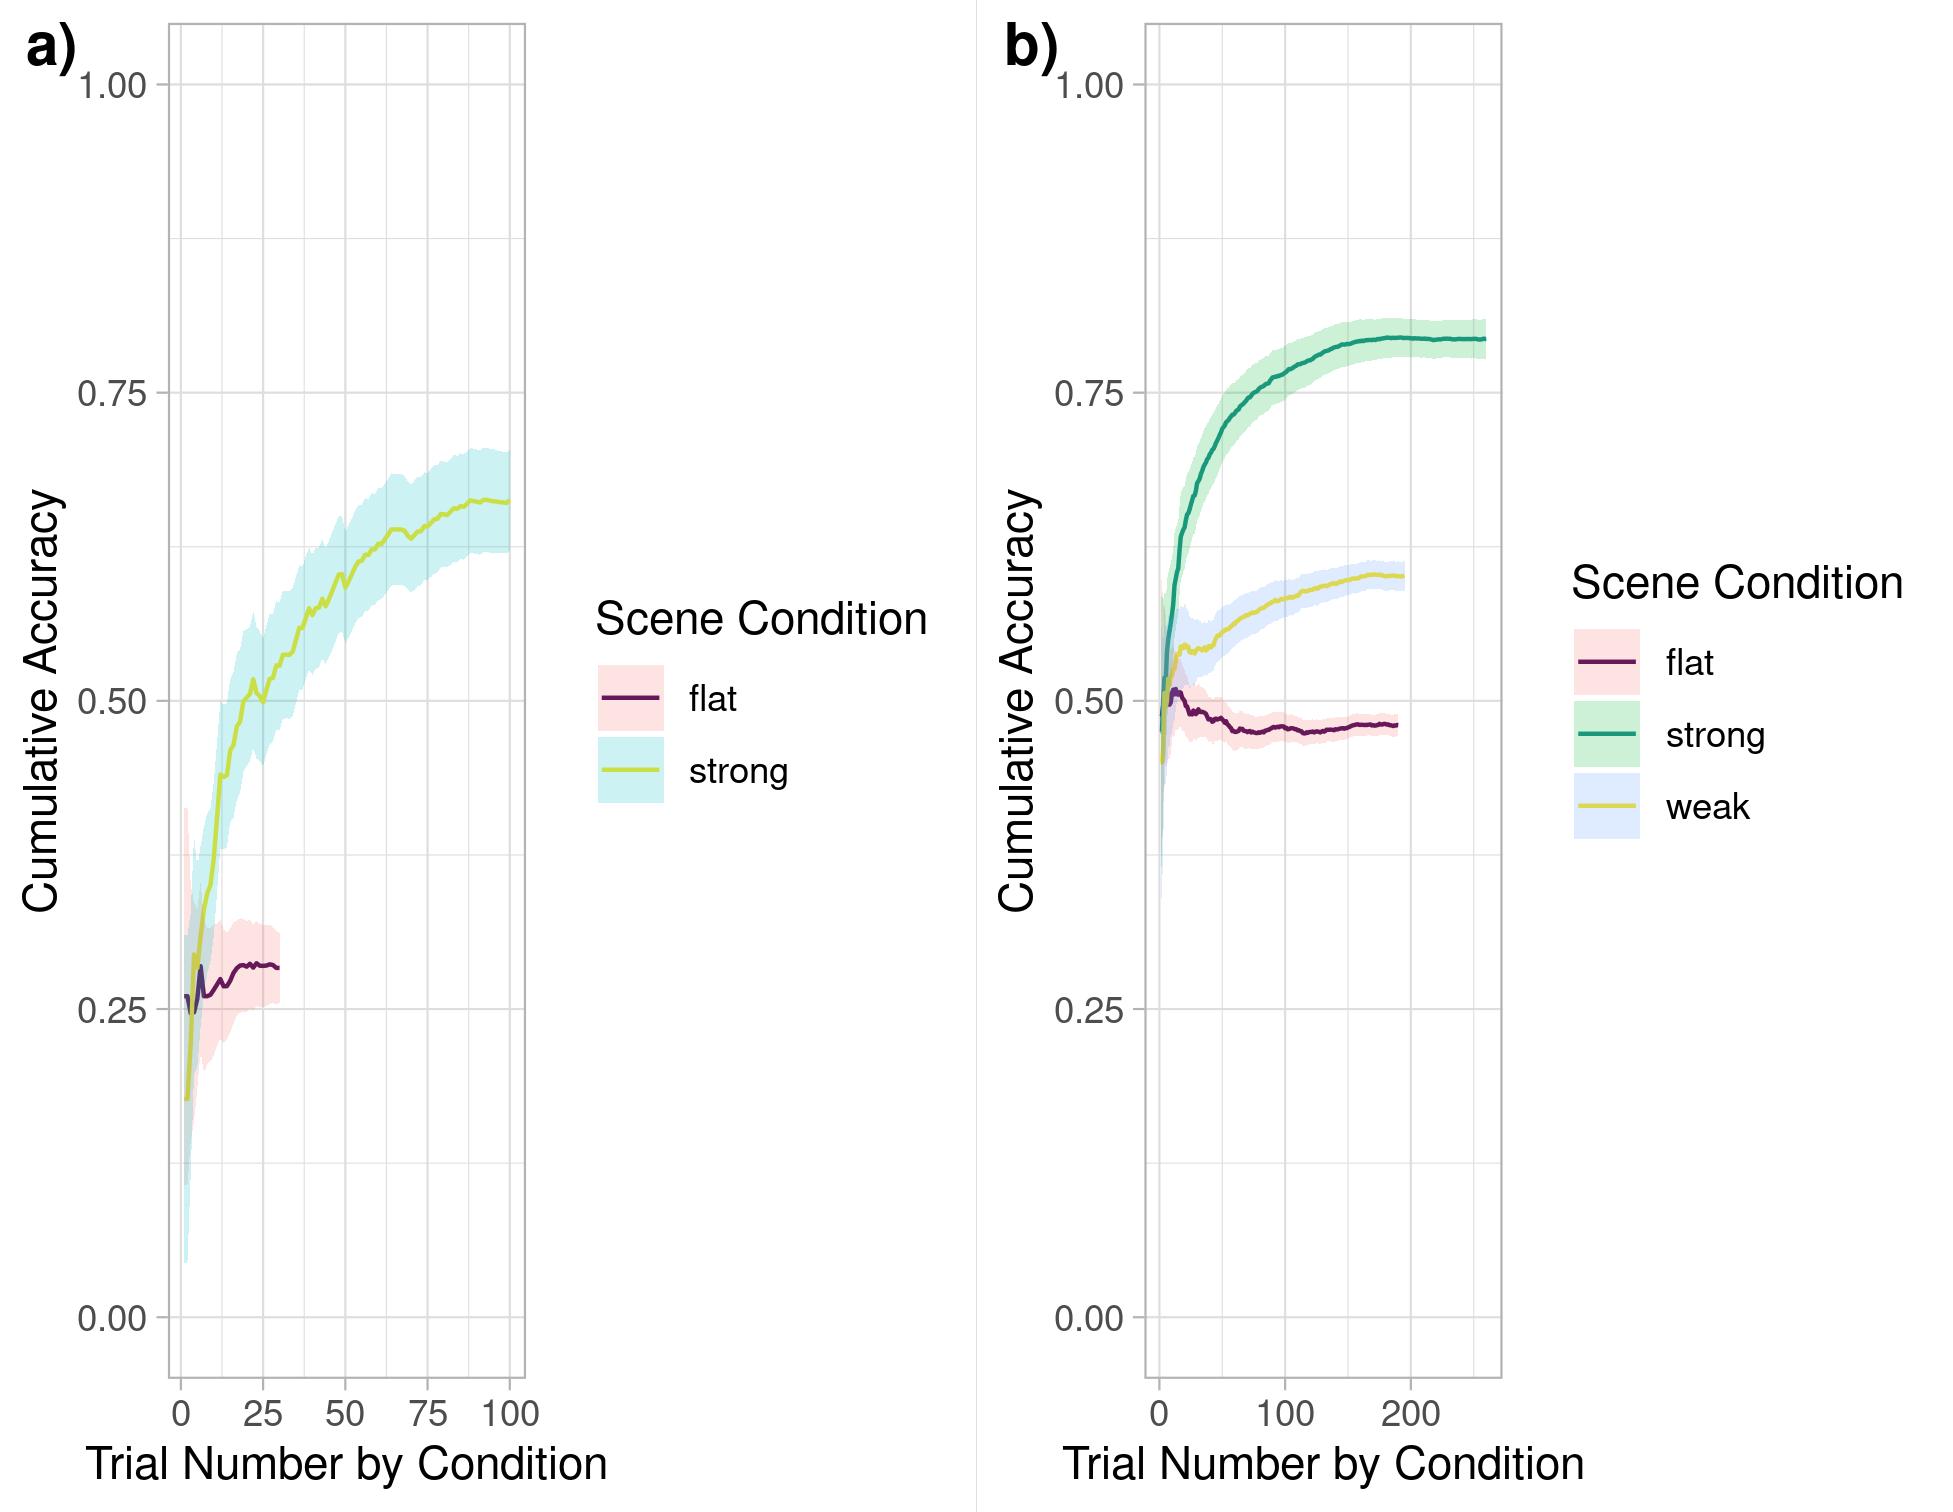 a)
1.00
0.75
0.50
0.25
0.00
Cumulative Accuracy
0 25 50 75 100
Trial Number by Condition
Scene Condition
flat
strong
b)
1.00
0.75
0.50
0.25
0.00
Cumulative Accuracy
0 100 200
Trial Number by Condition
Scene Condition
flat
strong
weak